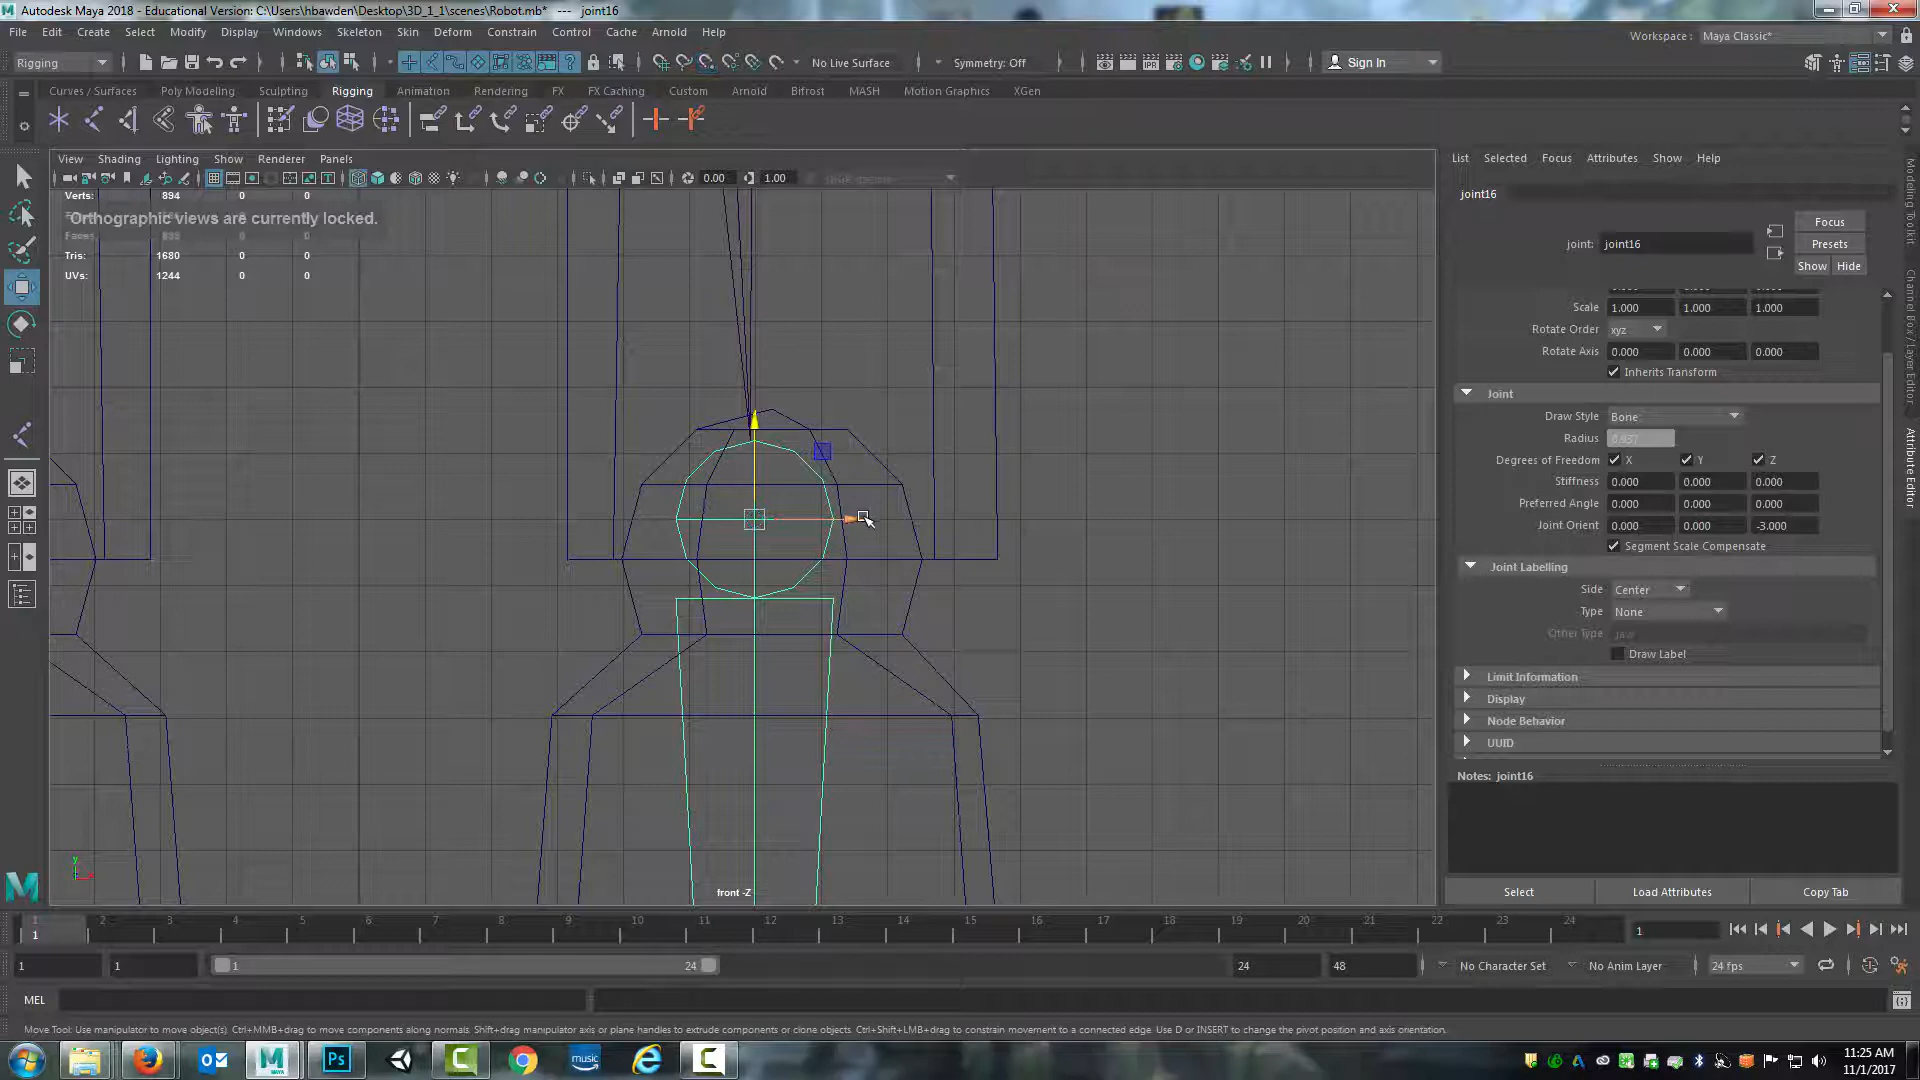 Autodesk Maya 2018 - Educational Version: C:\Users\hbawden\Desktop\3D_1_1\scenes\Robot.mb* --- joint16
File Edit Create Select Modify Display Windows Skeleton Skin Deform Constrain Control Cache Arnold Help
Workspace : Maya Classic*
Rigging
No Live Surface
Symmetry: Off
Sign In
Curves / Surfaces Poly Modeling Sculpting Rigging Animation Rendering FX FX Caching Custom Arnold Bifrost MASH Motion Graphics XGen
View Shading Lighting Show Renderer Panels
List Selected Focus Attributes Show Help
0.00 1.00
Verts: 894 0 0
Orthographic views are currently locked.
Tris: 1680 0 0
UVs: 1244 0 0
front -Z
joint16
Focus
joint: joint16
Presets
Show Hide
Scale 1.000 1.000 1.000
Rotate Order xyz
Rotate Axis 0.000 0.000 0.000
Inherits Transform
Joint
Draw Style Bone
Radius
Degrees of Freedom X Y Z
Stiffness 0.000 0.000 0.000
Preferred Angle 0.000 0.000 0.000
Joint Orient 0.000 0.000 -3.000
Segment Scale Compensate
Joint Labelling
Side Center
Type None
Other Type jaw
Draw Label
Limit Information
Display
Node Behavior
UUID
Notes: joint16
Select Load Attributes Copy Tab
Modeling Toolkit
Channel Box / Layer Editor
Attribute Editor
1 2 3 4 5 6 7 8 9 10 11 12 13 14 15 16 17 18 19 20 21 22 23 24
1
1
1 1 1 24 24 48 No Character Set No Anim Layer 24 fps
MEL
Move Tool: Use manipulator to move object(s). Ctrl+MMB+drag to move components along normals. Shift+drag manipulator axis or plane handles to extrude components or clone objects. Ctrl+Shift+LMB+drag to constrain movement to a connected edge. Use D or INSERT to change the pivot position and axis orientation.
Ps
music
11:25 AM
11/1/2017